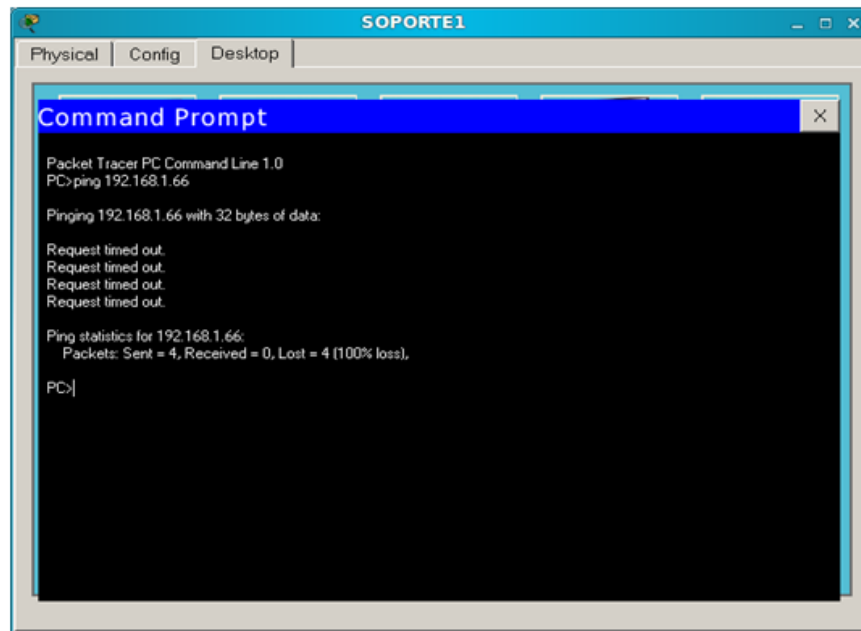 SOPORTE1
Physical Config Desktop
Command Prompt
Packet Tracer PC Command Line 1.0
PC>ping 192.168.1.66
Pinging 192.168.1.66 with 32 bytes of data:
Request timed out.
Request timed out.
Request timed out.
Request timed out.
Ping statistics for 192.168.1.66:
Packets: Sent = 4, Received = 0, Lost = 4 (100% loss),
PC>